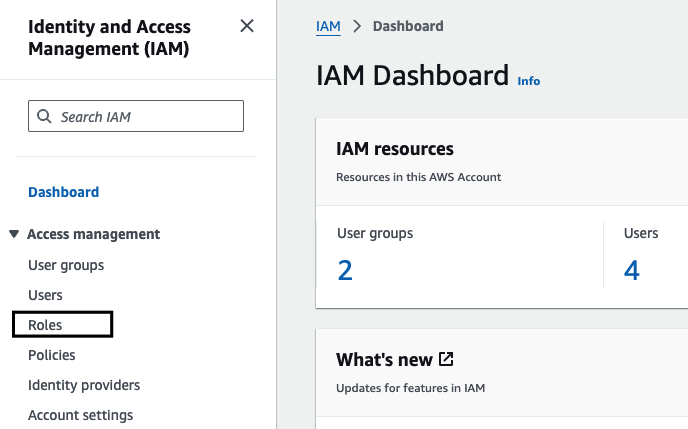 Identity and Access
Management (IAM)
Search IAM
Dashboard
Access management
User groups
Users
Roles
Policies
Identity providers
Account settings
IAM > Dashboard
IAM Dashboard Info
IAM resources
Resources in this AWS Account
User groups
2
Users
4
What's new
Updates for features in IAM